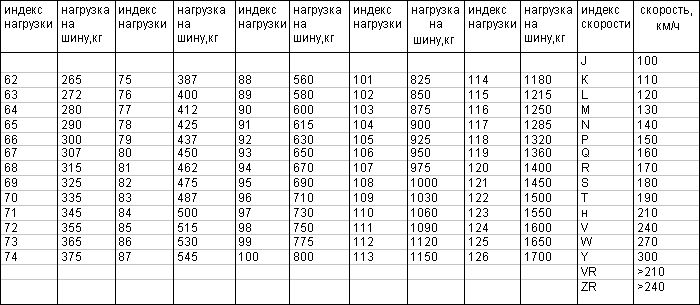 индекс нагрузки нагрузка на шину,кг индекс нагрузки нагрузка на шину,кг индекс нагрузки нагрузка на шину,кг индекс нагрузки нагрузка на шину,кг индекс нагрузки нагрузка на шину,кг индекс скорости скорость, км/ч
J 100
62 265 75 387 88 560 101 825 114 1180 K 110
63 272 76 400 89 580 102 850 115 1215 L 120
64 280 77 412 90 600 103 875 116 1250 M 130
65 290 78 425 91 615 104 900 117 1285 N 140
66 300 79 437 92 630 105 925 118 1320 P 150
67 307 80 450 93 650 106 950 119 1360 Q 160
68 315 81 462 94 670 107 975 120 1400 R 170
69 325 82 475 95 690 108 1000 121 1450 S 180
70 335 83 487 96 710 109 1030 122 1500 T 190
71 345 84 500 97 730 110 1060 123 1550 н 210
72 355 85 515 98 750 111 1090 124 1600 V 240
73 365 86 530 99 775 112 1120 125 1650 W 270
74 375 87 545 100 800 113 1150 126 1700 Y 300
VR >210
ZR >240